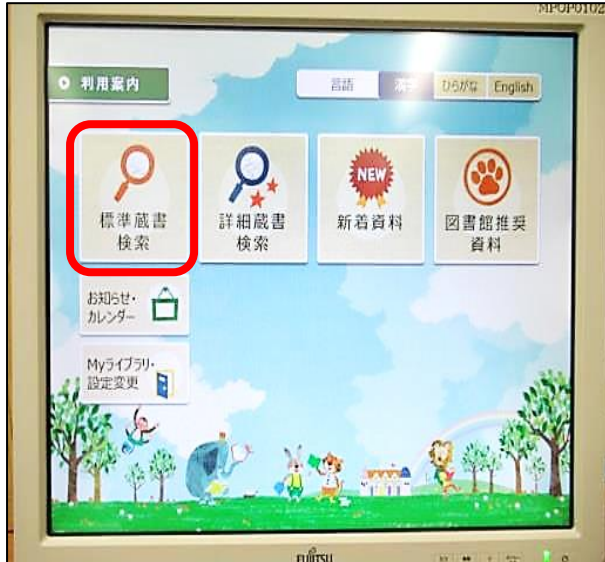 MPOP0102
利用案内
言語 漢字 ひらがな English
標準蔵書
検索
詳細蔵書
検索
NEW
新着資料
図書館推奨
資料
お知らせ・
カレンダー
Myライブラリ・
設定変更
FUJITSU